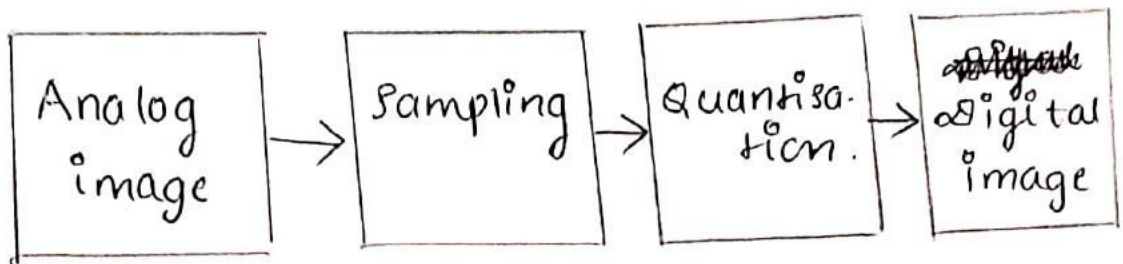 Analog
image
Sampling
Quantisa.
tion.
Digital
image